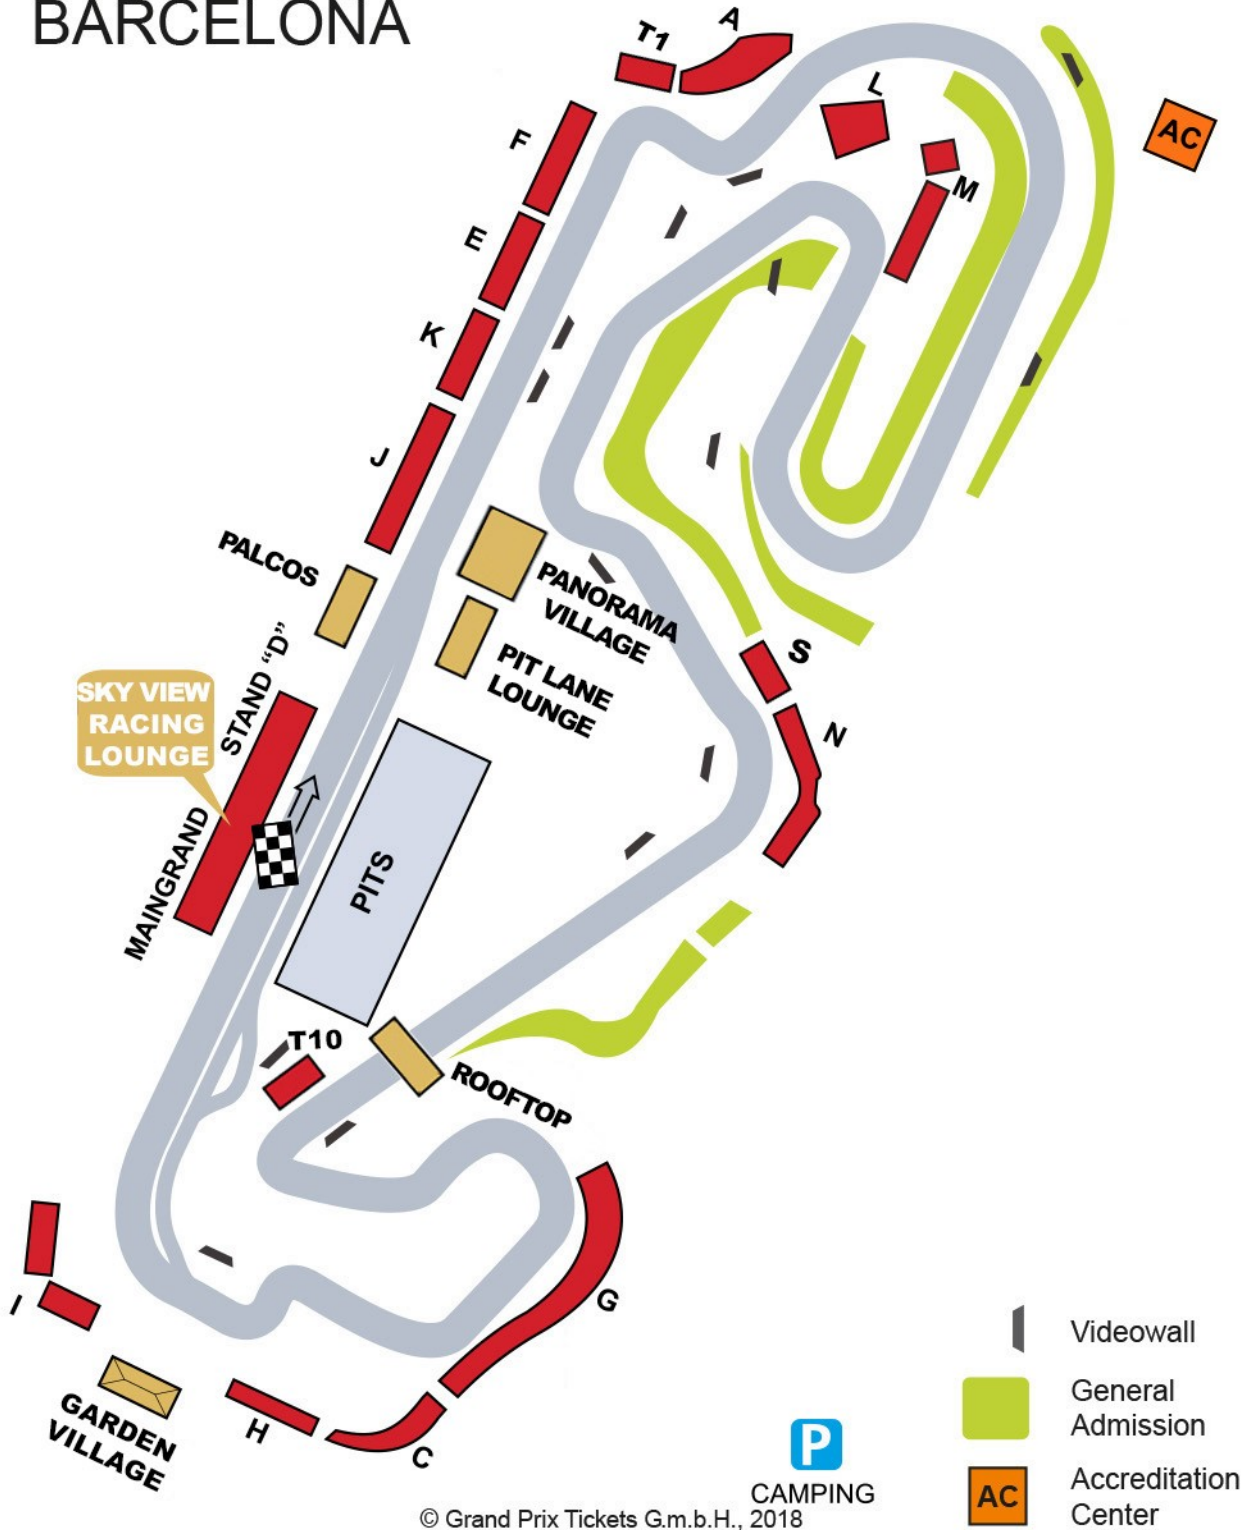 BARCELONA
T1
A
L
AC
F
M
E
K
J
PALCOS
PANORAMA
VILLAGE
S
STAND "D"
PIT LANE
LOUNGE
SKY VIEW
RACING
LOUNGE
N
MAINGRAND
PITS
T10
ROOFTOP
I
G
GARDEN
VILLAGE
H
C
P
CAMPING
Videowall
General
Admission
AC
Accreditation
Center
© Grand Prix Tickets G.m.b.H., 2018